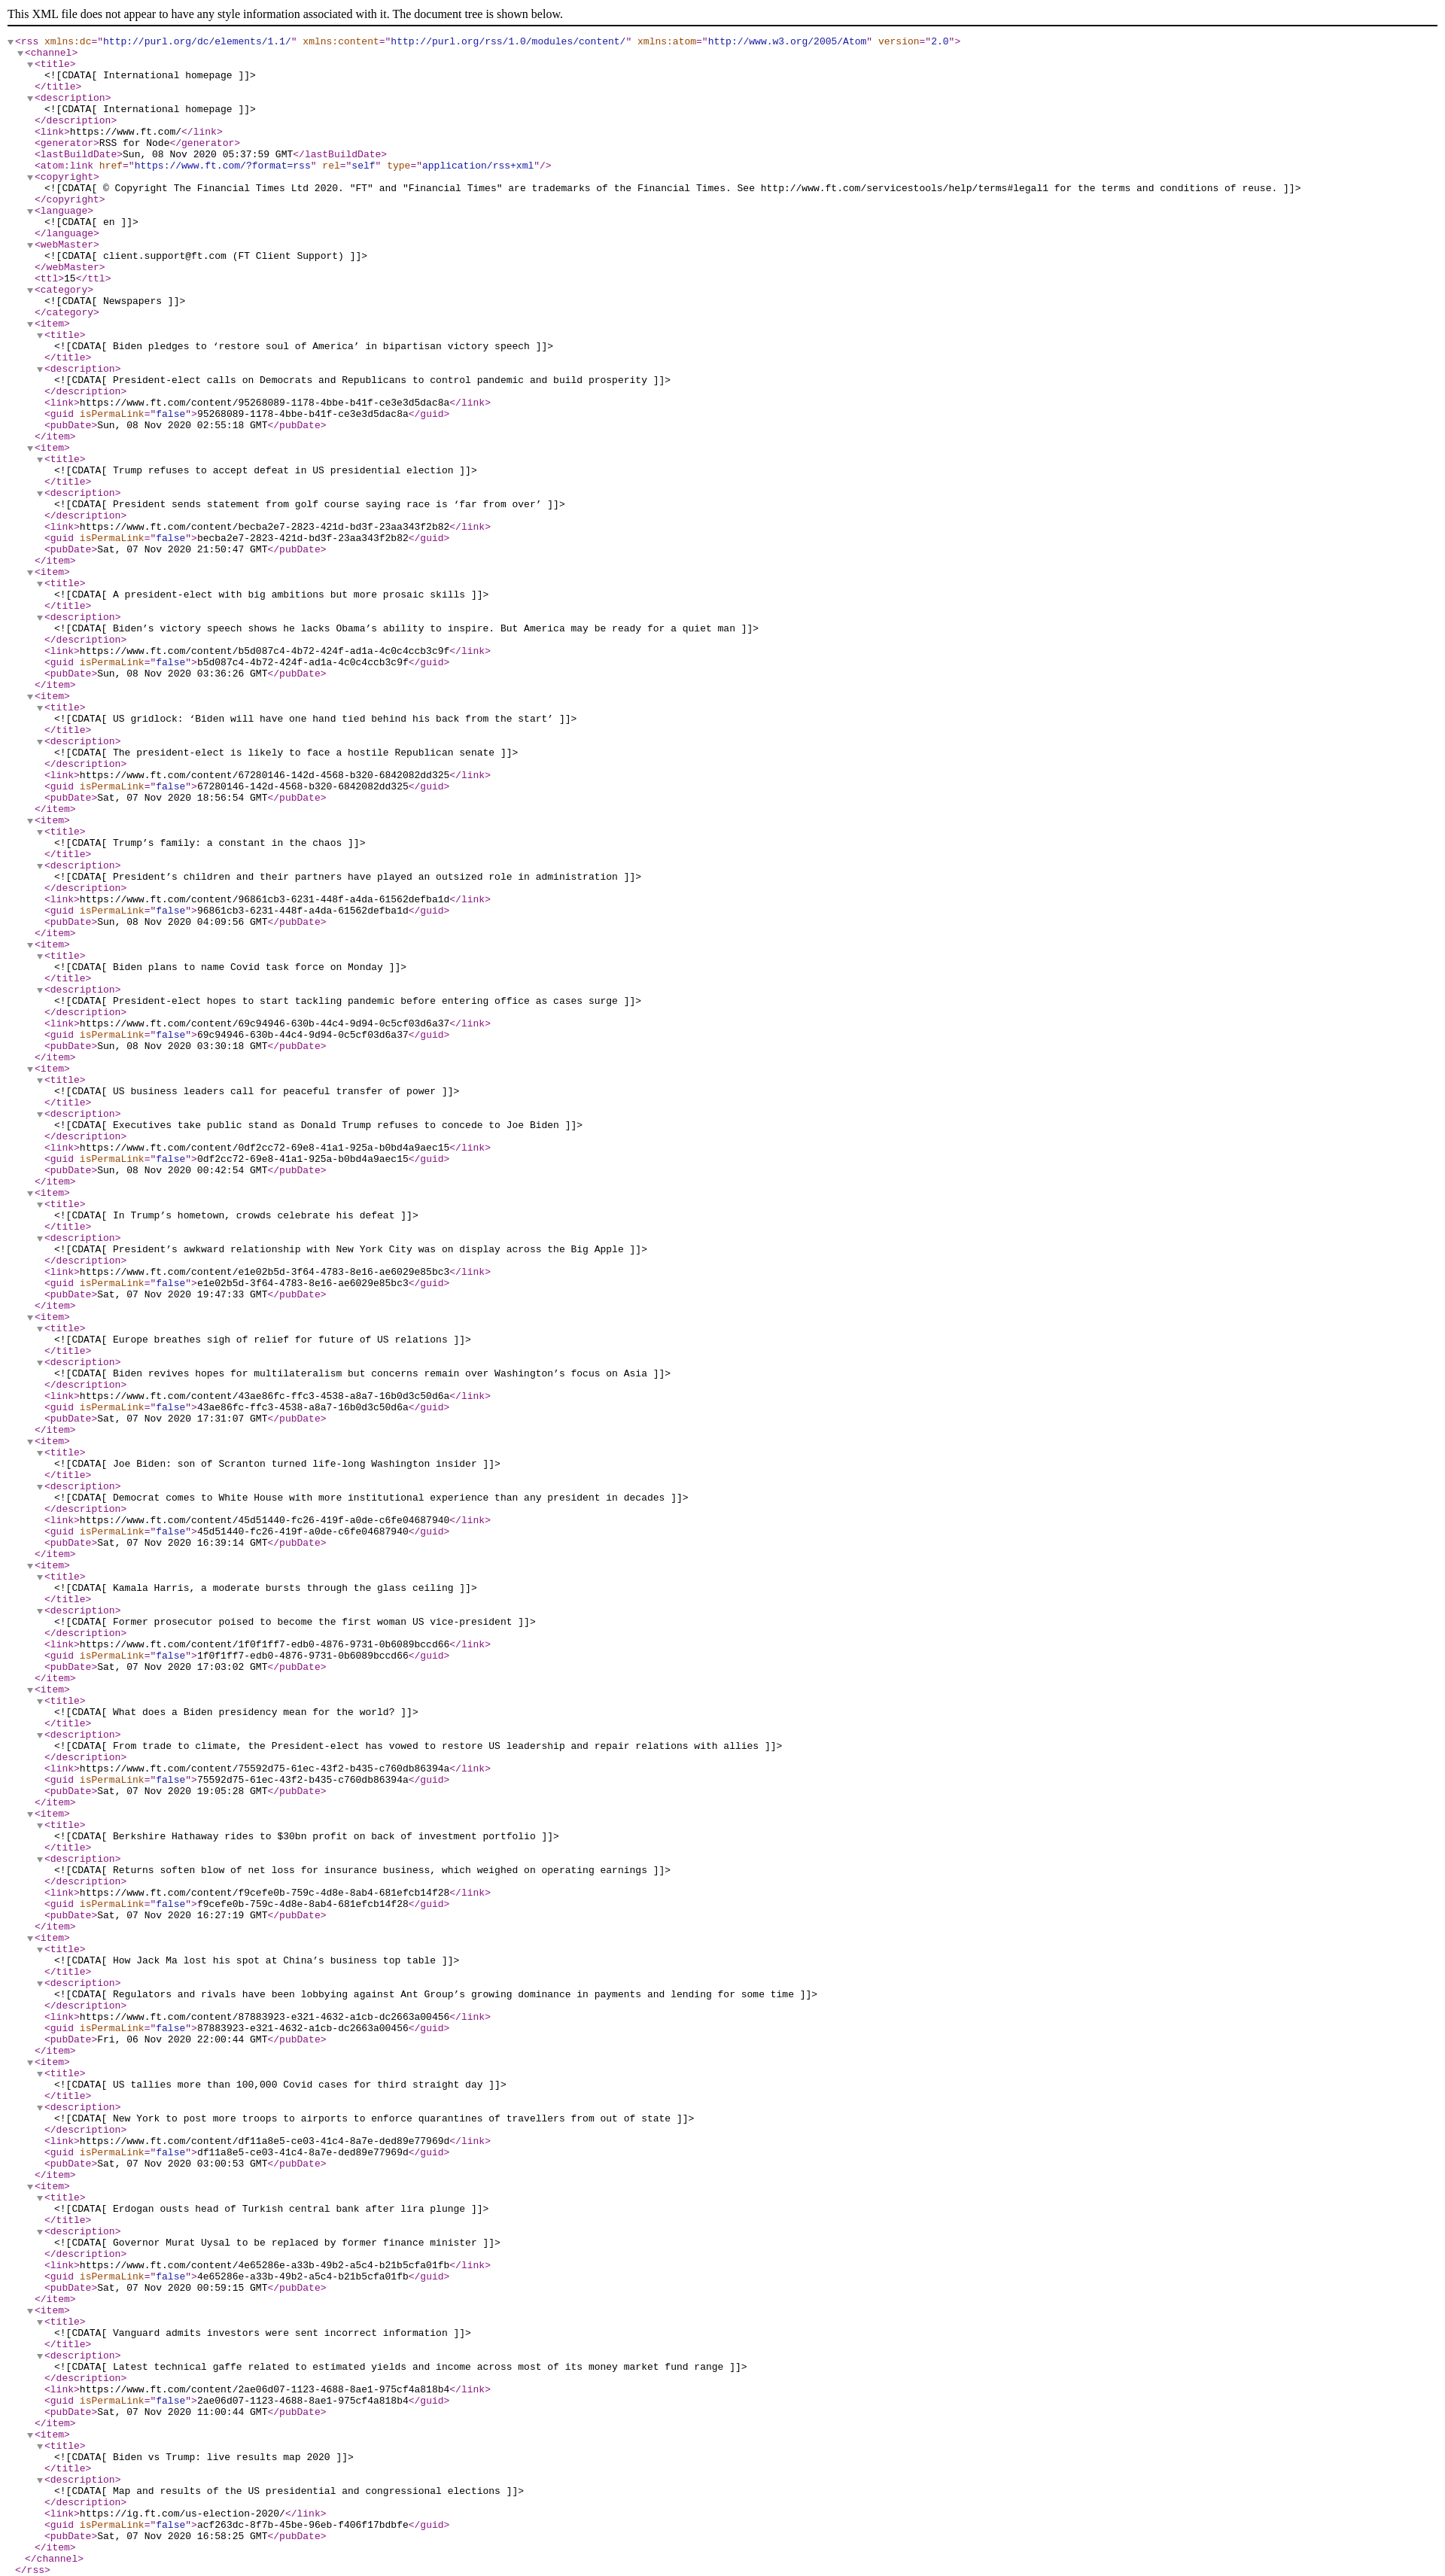 This XML file does not appear to have any style information associated with it. The document tree is shown below.
<rss xmlns:dc="http://purl.org/dc/elements/1.1/" xmlns:content="http://purl.org/rss/1.0/modules/content/" xmlns:atom="http://www.w3.org/2005/Atom" version="2.0">
<channel>
<title>
<![CDATA[ International homepage ]]>
</title>
<description>
<![CDATA[ International homepage ]]>
</description>
<link>https://www.ft.com/</link>
<generator>RSS for Node</generator>
<lastBuildDate>Sun, 08 Nov 2020 05:37:59 GMT</lastBuildDate>
<atom:link href="https://www.ft.com/?format=rss" rel="self" type="application/rss+xml"/>
<copyright>
<![CDATA[ © Copyright The Financial Times Ltd 2020. "FT" and "Financial Times" are trademarks of the Financial Times. See http://www.ft.com/servicestools/help/terms#legal1 for the terms and conditions of reuse. ]]>
</copyright>
<language>
<![CDATA[ en ]]>
</language>
<webMaster>
<![CDATA[ client.support@ft.com (FT Client Support) ]]>
</webMaster>
<ttl>15</ttl>
<category>
<![CDATA[ Newspapers ]]>
</category>
<item>
<title>
<![CDATA[ Biden pledges to ‘restore soul of America’ in bipartisan victory speech ]]>
</title>
<description>
<![CDATA[ President-elect calls on Democrats and Republicans to control pandemic and build prosperity ]]>
</description>
<link>https://www.ft.com/content/95268089-1178-4bbe-b41f-ce3e3d5dac8a</link>
<guid isPermaLink="false">95268089-1178-4bbe-b41f-ce3e3d5dac8a</guid>
<pubDate>Sun, 08 Nov 2020 02:55:18 GMT</pubDate>
</item>
<item>
<title>
<![CDATA[ Trump refuses to accept defeat in US presidential election ]]>
</title>
<description>
<![CDATA[ President sends statement from golf course saying race is ‘far from over’ ]]>
</description>
<link>https://www.ft.com/content/becba2e7-2823-421d-bd3f-23aa343f2b82</link>
<guid isPermaLink="false">becba2e7-2823-421d-bd3f-23aa343f2b82</guid>
<pubDate>Sat, 07 Nov 2020 21:50:47 GMT</pubDate>
</item>
<item>
<title>
<![CDATA[ A president-elect with big ambitions but more prosaic skills ]]>
</title>
<description>
<![CDATA[ Biden’s victory speech shows he lacks Obama’s ability to inspire. But America may be ready for a quiet man ]]>
</description>
<link>https://www.ft.com/content/b5d087c4-4b72-424f-ad1a-4c0c4ccb3c9f</link>
<guid isPermaLink="false">b5d087c4-4b72-424f-ad1a-4c0c4ccb3c9f</guid>
<pubDate>Sun, 08 Nov 2020 03:36:26 GMT</pubDate>
</item>
<item>
<title>
<![CDATA[ US gridlock: ‘Biden will have one hand tied behind his back from the start’ ]]>
</title>
<description>
<![CDATA[ The president-elect is likely to face a hostile Republican senate ]]>
</description>
<link>https://www.ft.com/content/67280146-142d-4568-b320-6842082dd325</link>
<guid isPermaLink="false">67280146-142d-4568-b320-6842082dd325</guid>
<pubDate>Sat, 07 Nov 2020 18:56:54 GMT</pubDate>
</item>
<item>
<title>
<![CDATA[ Trump’s family: a constant in the chaos ]]>
</title>
<description>
<![CDATA[ President’s children and their partners have played an outsized role in administration ]]>
</description>
<link>https://www.ft.com/content/96861cb3-6231-448f-a4da-61562defba1d</link>
<guid isPermaLink="false">96861cb3-6231-448f-a4da-61562defba1d</guid>
<pubDate>Sun, 08 Nov 2020 04:09:56 GMT</pubDate>
</item>
<item>
<title>
<![CDATA[ Biden plans to name Covid task force on Monday ]]>
</title>
<description>
<![CDATA[ President-elect hopes to start tackling pandemic before entering office as cases surge ]]>
</description>
<link>https://www.ft.com/content/69c94946-630b-44c4-9d94-0c5cf03d6a37</link>
<guid isPermaLink="false">69c94946-630b-44c4-9d94-0c5cf03d6a37</guid>
<pubDate>Sun, 08 Nov 2020 03:30:18 GMT</pubDate>
</item>
<item>
<title>
<![CDATA[ US business leaders call for peaceful transfer of power ]]>
</title>
<description>
<![CDATA[ Executives take public stand as Donald Trump refuses to concede to Joe Biden ]]>
</description>
<link>https://www.ft.com/content/0df2cc72-69e8-41a1-925a-b0bd4a9aec15</link>
<guid isPermaLink="false">0df2cc72-69e8-41a1-925a-b0bd4a9aec15</guid>
<pubDate>Sun, 08 Nov 2020 00:42:54 GMT</pubDate>
</item>
<item>
<title>
<![CDATA[ In Trump’s hometown, crowds celebrate his defeat ]]>
</title>
<description>
<![CDATA[ President’s awkward relationship with New York City was on display across the Big Apple ]]>
</description>
<link>https://www.ft.com/content/e1e02b5d-3f64-4783-8e16-ae6029e85bc3</link>
<guid isPermaLink="false">e1e02b5d-3f64-4783-8e16-ae6029e85bc3</guid>
<pubDate>Sat, 07 Nov 2020 19:47:33 GMT</pubDate>
</item>
<item>
<title>
<![CDATA[ Europe breathes sigh of relief for future of US relations ]]>
</title>
<description>
<![CDATA[ Biden revives hopes for multilateralism but concerns remain over Washington’s focus on Asia ]]>
</description>
<link>https://www.ft.com/content/43ae86fc-ffc3-4538-a8a7-16b0d3c50d6a</link>
<guid isPermaLink="false">43ae86fc-ffc3-4538-a8a7-16b0d3c50d6a</guid>
<pubDate>Sat, 07 Nov 2020 17:31:07 GMT</pubDate>
</item>
<item>
<title>
<![CDATA[ Joe Biden: son of Scranton turned life-long Washington insider ]]>
</title>
<description>
<![CDATA[ Democrat comes to White House with more institutional experience than any president in decades ]]>
</description>
<link>https://www.ft.com/content/45d51440-fc26-419f-a0de-c6fe04687940</link>
<guid isPermaLink="false">45d51440-fc26-419f-a0de-c6fe04687940</guid>
<pubDate>Sat, 07 Nov 2020 16:39:14 GMT</pubDate>
</item>
<item>
<title>
<![CDATA[ Kamala Harris, a moderate bursts through the glass ceiling ]]>
</title>
<description>
<![CDATA[ Former prosecutor poised to become the first woman US vice-president ]]>
</description>
<link>https://www.ft.com/content/1f0f1ff7-edb0-4876-9731-0b6089bccd66</link>
<guid isPermaLink="false">1f0f1ff7-edb0-4876-9731-0b6089bccd66</guid>
<pubDate>Sat, 07 Nov 2020 17:03:02 GMT</pubDate>
</item>
<item>
<title>
<![CDATA[ What does a Biden presidency mean for the world? ]]>
</title>
<description>
<![CDATA[ From trade to climate, the President-elect has vowed to restore US leadership and repair relations with allies ]]>
</description>
<link>https://www.ft.com/content/75592d75-61ec-43f2-b435-c760db86394a</link>
<guid isPermaLink="false">75592d75-61ec-43f2-b435-c760db86394a</guid>
<pubDate>Sat, 07 Nov 2020 19:05:28 GMT</pubDate>
</item>
<item>
<title>
<![CDATA[ Berkshire Hathaway rides to $30bn profit on back of investment portfolio ]]>
</title>
<description>
<![CDATA[ Returns soften blow of net loss for insurance business, which weighed on operating earnings ]]>
</description>
<link>https://www.ft.com/content/f9cefe0b-759c-4d8e-8ab4-681efcb14f28</link>
<guid isPermaLink="false">f9cefe0b-759c-4d8e-8ab4-681efcb14f28</guid>
<pubDate>Sat, 07 Nov 2020 16:27:19 GMT</pubDate>
</item>
<item>
<title>
<![CDATA[ How Jack Ma lost his spot at China’s business top table ]]>
</title>
<description>
<![CDATA[ Regulators and rivals have been lobbying against Ant Group’s growing dominance in payments and lending for some time ]]>
</description>
<link>https://www.ft.com/content/87883923-e321-4632-a1cb-dc2663a00456</link>
<guid isPermaLink="false">87883923-e321-4632-a1cb-dc2663a00456</guid>
<pubDate>Fri, 06 Nov 2020 22:00:44 GMT</pubDate>
</item>
<item>
<title>
<![CDATA[ US tallies more than 100,000 Covid cases for third straight day ]]>
</title>
<description>
<![CDATA[ New York to post more troops to airports to enforce quarantines of travellers from out of state ]]>
</description>
<link>https://www.ft.com/content/df11a8e5-ce03-41c4-8a7e-ded89e77969d</link>
<guid isPermaLink="false">df11a8e5-ce03-41c4-8a7e-ded89e77969d</guid>
<pubDate>Sat, 07 Nov 2020 03:00:53 GMT</pubDate>
</item>
<item>
<title>
<![CDATA[ Erdogan ousts head of Turkish central bank after lira plunge ]]>
</title>
<description>
<![CDATA[ Governor Murat Uysal to be replaced by former finance minister ]]>
</description>
<link>https://www.ft.com/content/4e65286e-a33b-49b2-a5c4-b21b5cfa01fb</link>
<guid isPermaLink="false">4e65286e-a33b-49b2-a5c4-b21b5cfa01fb</guid>
<pubDate>Sat, 07 Nov 2020 00:59:15 GMT</pubDate>
</item>
<item>
<title>
<![CDATA[ Vanguard admits investors were sent incorrect information ]]>
</title>
<description>
<![CDATA[ Latest technical gaffe related to estimated yields and income across most of its money market fund range ]]>
</description>
<link>https://www.ft.com/content/2ae06d07-1123-4688-8ae1-975cf4a818b4</link>
<guid isPermaLink="false">2ae06d07-1123-4688-8ae1-975cf4a818b4</guid>
<pubDate>Sat, 07 Nov 2020 11:00:44 GMT</pubDate>
</item>
<item>
<title>
<![CDATA[ Biden vs Trump: live results map 2020 ]]>
</title>
<description>
<![CDATA[ Map and results of the US presidential and congressional elections ]]>
</description>
<link>https://ig.ft.com/us-election-2020/</link>
<guid isPermaLink="false">acf263dc-8f7b-45be-96eb-f406f17bdbfe</guid>
<pubDate>Sat, 07 Nov 2020 16:58:25 GMT</pubDate>
</item>
</channel>
</rss>